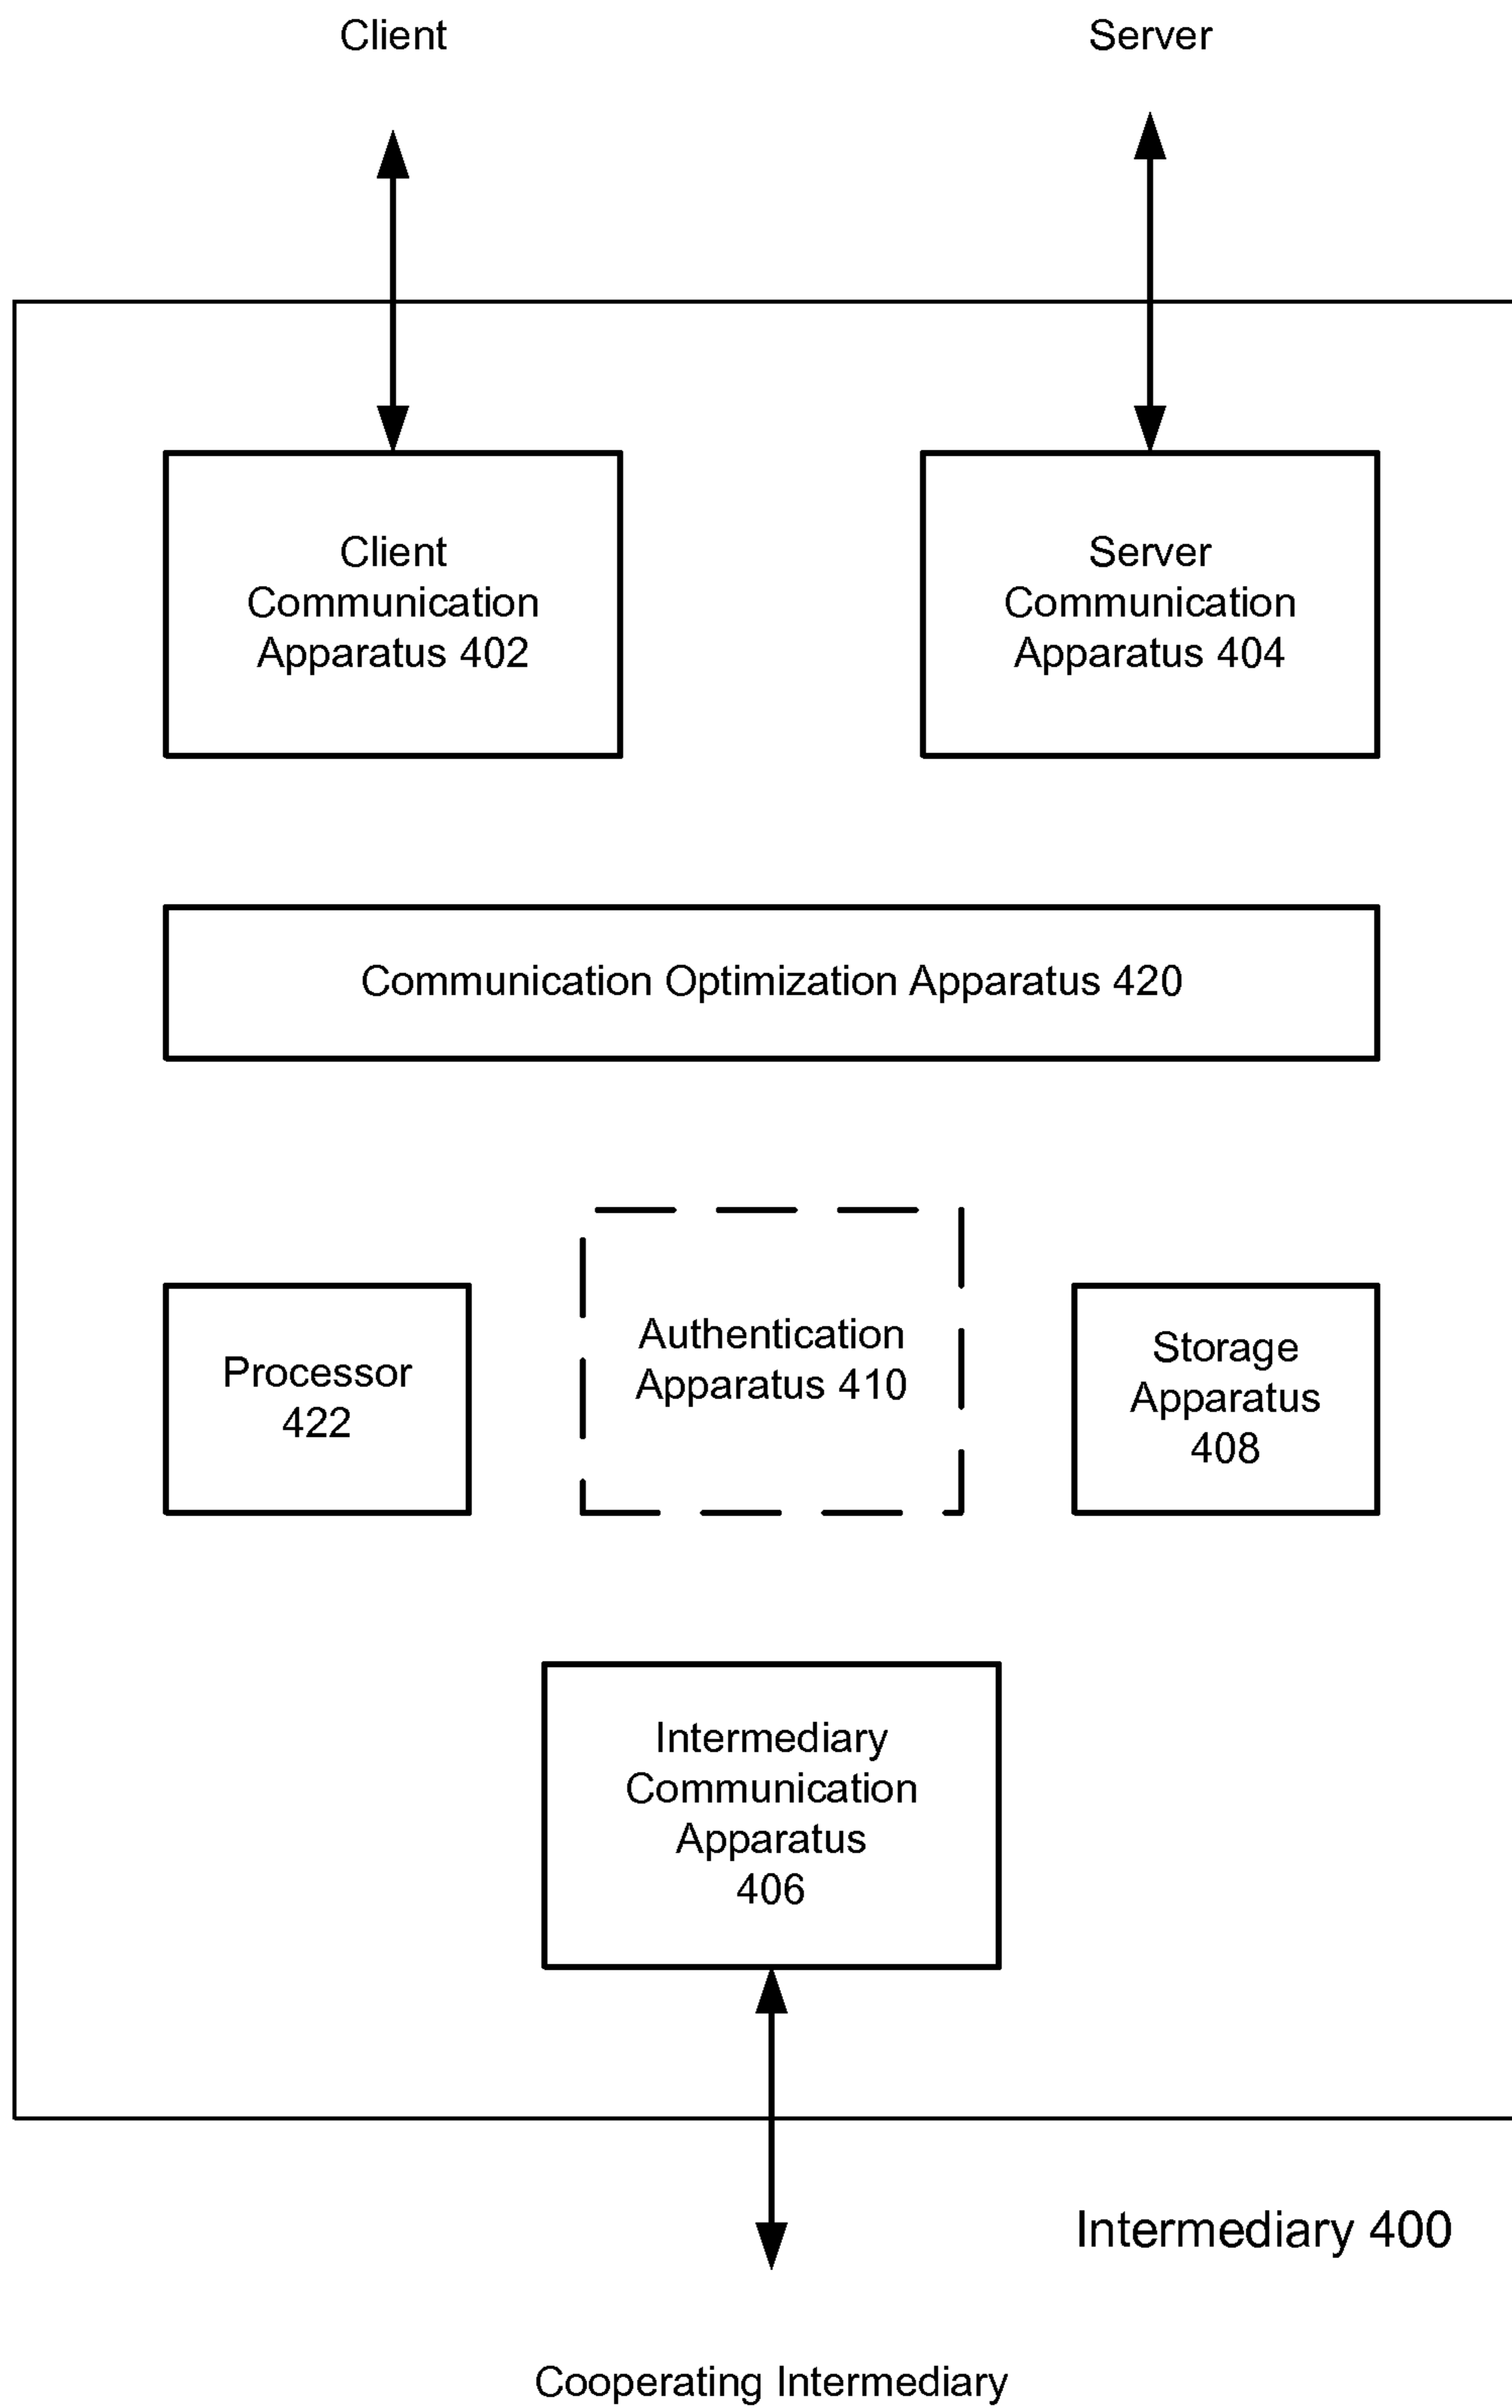 Client
Server
Client
Communication
Apparatus 402
Server
Communication
Apparatus 404
Communication Optimization Apparatus 420
Processor
422
Authentication
Apparatus 410
Storage
Apparatus
408
Intermediary
Communication
Apparatus
406
Intermediary 400
Cooperating Intermediary